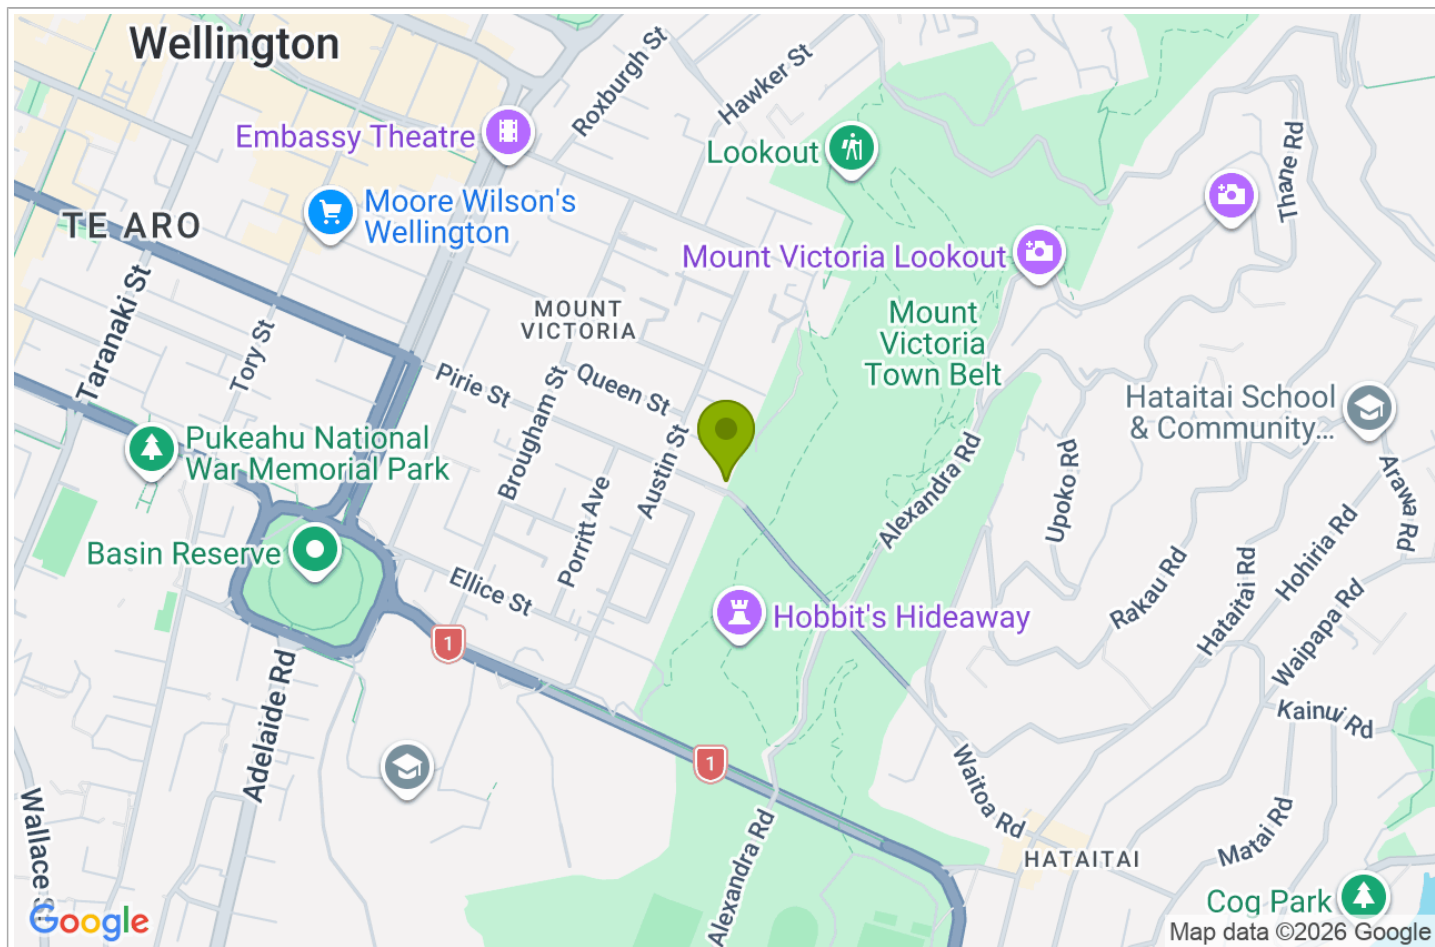 Wellington
Roxburgh St
Hawker St
Embassy Theatre
Lookout
Thane Rd
Moore Wilson's
Wellington
TE ARO
Mount Victoria Lookout
Taranaki St
MOUNT
VICTORIA
Mount
Victoria
Town Belt
Tory St
Pirie St
Queen St
Brougham St
Hataitai School
& Community...
Pukeahu National
War Memorial Park
Austin St
Porritt Ave
Alexandra Rd
Upoko Rd
Arawa Rd
Hohiria Rd
Basin Reserve
Ellice St
Rakau Rd
Hataitai Rd
Waipapa Rd
Hobbit's Hideaway
1
Kainui Rd
Adelaide Rd
1
Waitoa Rd
Wallace St
Alexandra Rd
Matai Rd
HATAITAI
Cog Park
Google
Map data ©2026 Google